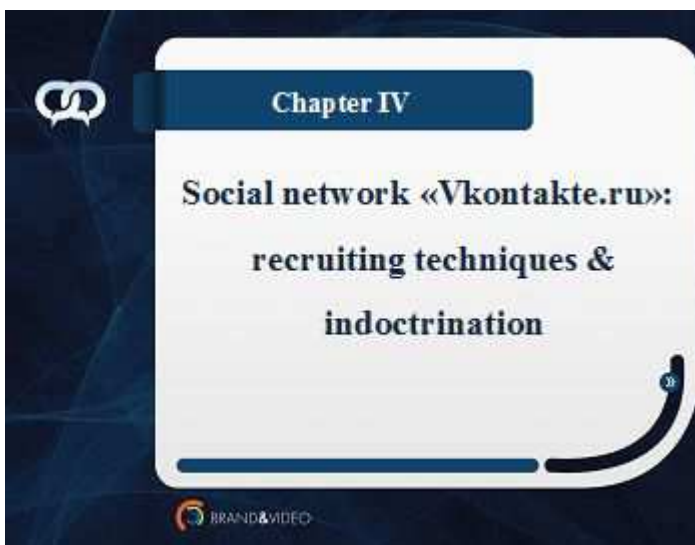 Chapter IV
Social network «Vkontakte.ru»:
recruiting techniques &
indoctrination
BRAND&VIDEO